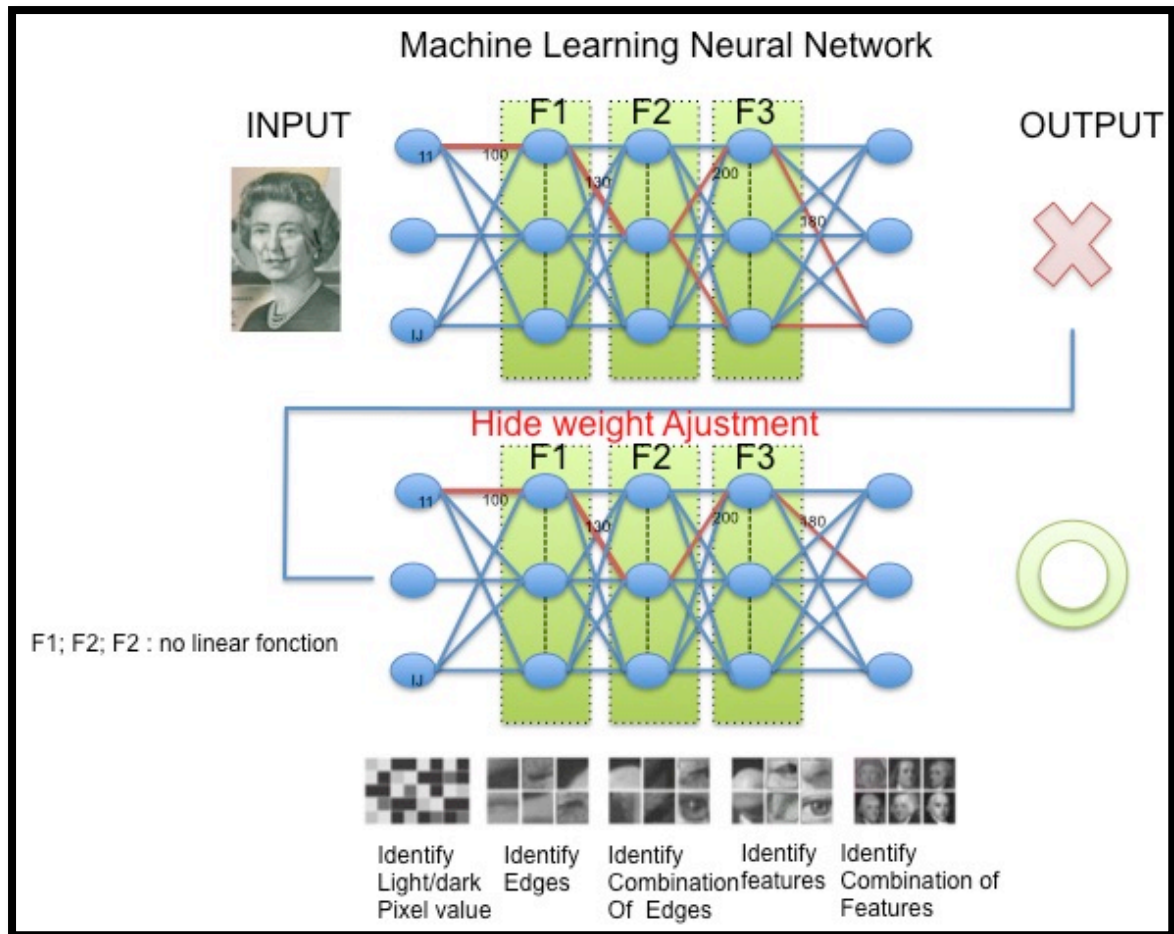 Machine Learning Neural Network
INPUT
F1
F2
F3
OUTPUT
11
100
130
200
180
IJ
Hide weight Ajustment
F1
F2
F3
11
100
130
200
180
F1; F2; F2 : no linear fonction
IJ
Identify
Light/dark
Pixel value
Identify
Edges
Identify
Combination
Of Edges
Identify
features
Identify
Combination of
Features